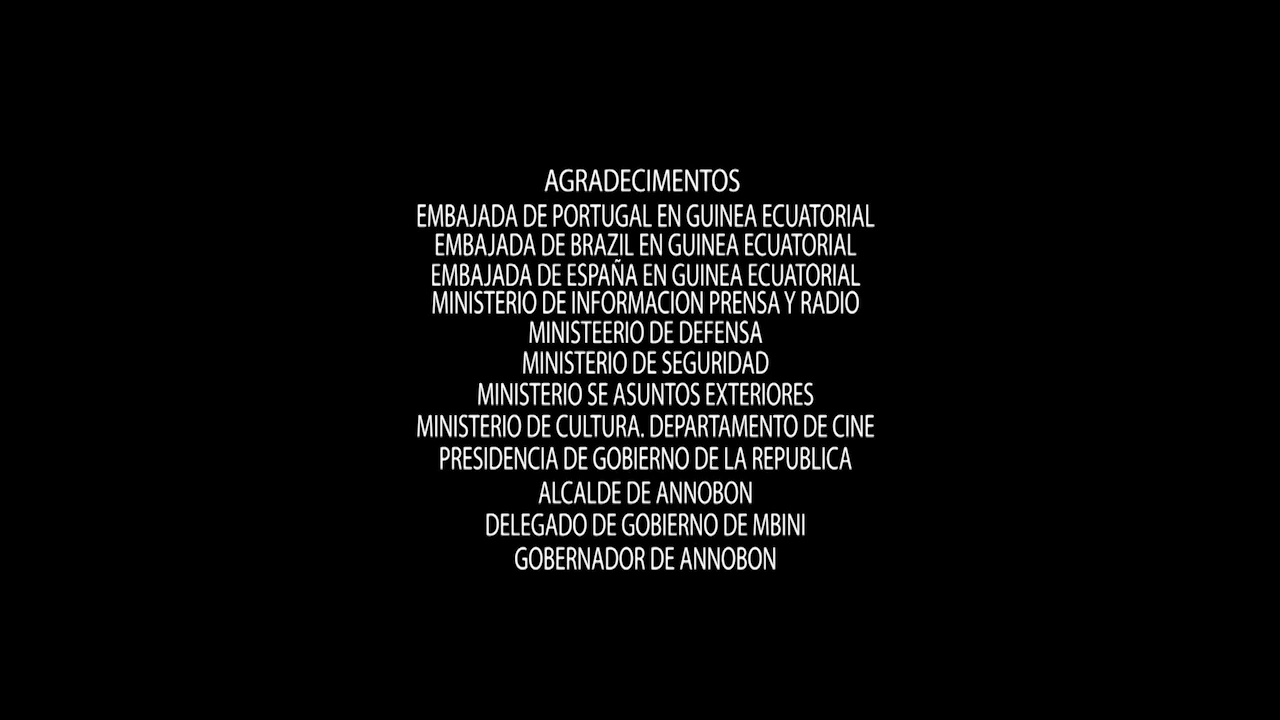 AGRADECIMENTOS
EMBAJADA DE PORTUGAL EN GUINEA ECUATORIAL
EMBAJADA DE BRAZIL EN GUINEA ECUATORIAL
EMBAJADA DE ESPAÑA EN GUINEA ECUATORIAL
MINISTERIO DE INFORMACION PRENSA Y RADIO
MINISTEERIO DE DEFENSA
MINISTERIO DE SEGURIDAD
MINISTERIO SE ASUNTOS EXTERIORES
MINISTERIO DE CULTURA. DEPARTAMENTO DE CINE
PRESIDENCIA DE GOBIERNO DE LA REPUBLICA
ALCALDE DE ANNOBON
DELEGADO DE GOBIERNO DE MBINI
GOBERNADOR DE ANNOBON